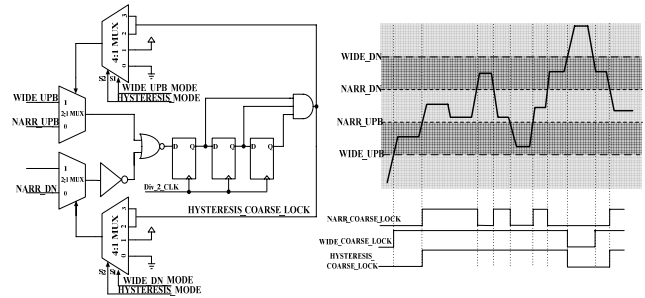 3
2
1
0
4:1 MUX
S2 S1
WIDE_UPB_MODE
HYSTERESIS_MODE
WIDE_UPB
1
2:1 MUX
NARR_UPB
0
D Q
D Q
D Q
1
2:1 MUX
NARR_DN
0
Div_2_CLK
HYSTERESIS_COARSE_LOCK
3
2
1
0
4:1 MUX
S2 S1
WIDE_DN_MODE
HYSTERESIS_MODE
WIDE_DN
NARR_DN
NARR_UPB
WIDE_UPB
NARR_COARSE_LOCK
WIDE_COARSE_LOCK
HYSTERESIS_
COARSE_LOCK